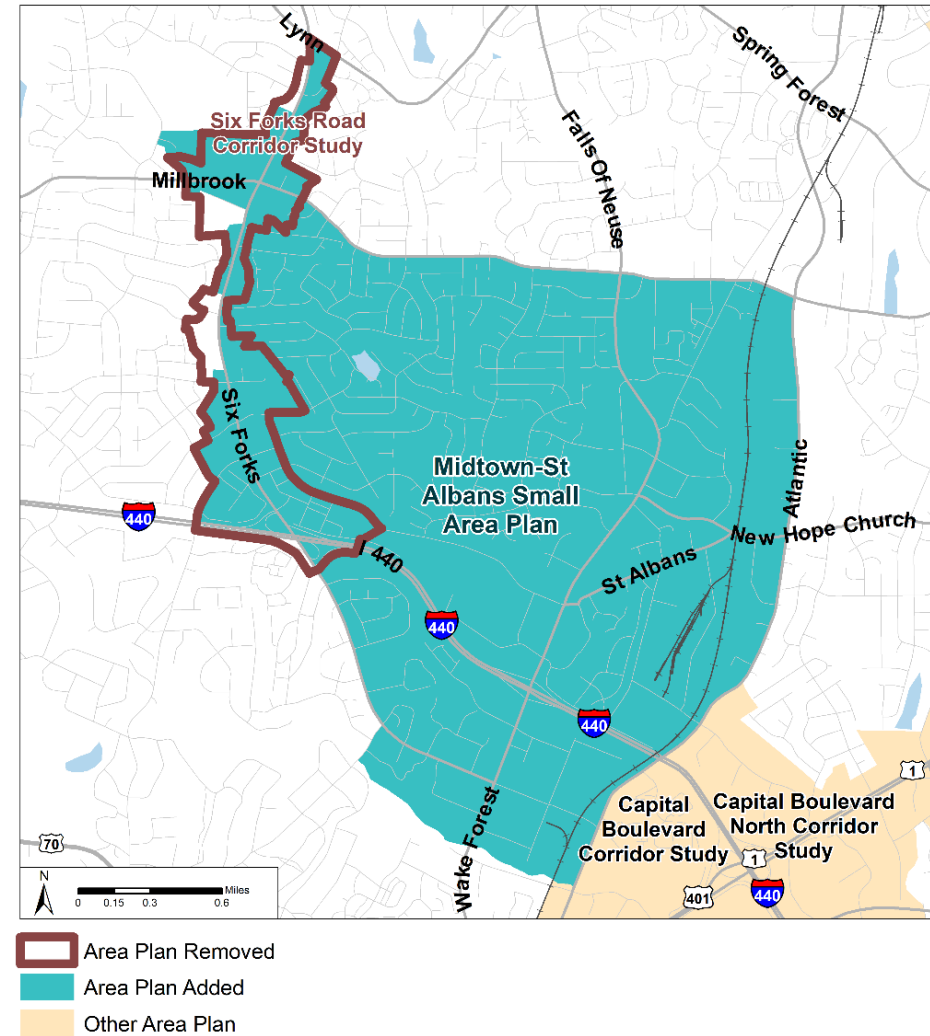 Lynn
Spring Forest
Six Forks Road
Corridor Study
Falls Of Neuse
Millbrook
Six Forks
Midtown-St
Albans Small
Area Plan
Atlantic
440
New Hope Church
I 440
St Albans
440
440
1
Capital
Boulevard
Corridor Study
Capital Boulevard
North Corridor
Study
Wake Forest
70
1
401
440
N
Miles
0 0.15 0.3 0.6
Area Plan Removed
Area Plan Added
Other Area Plan